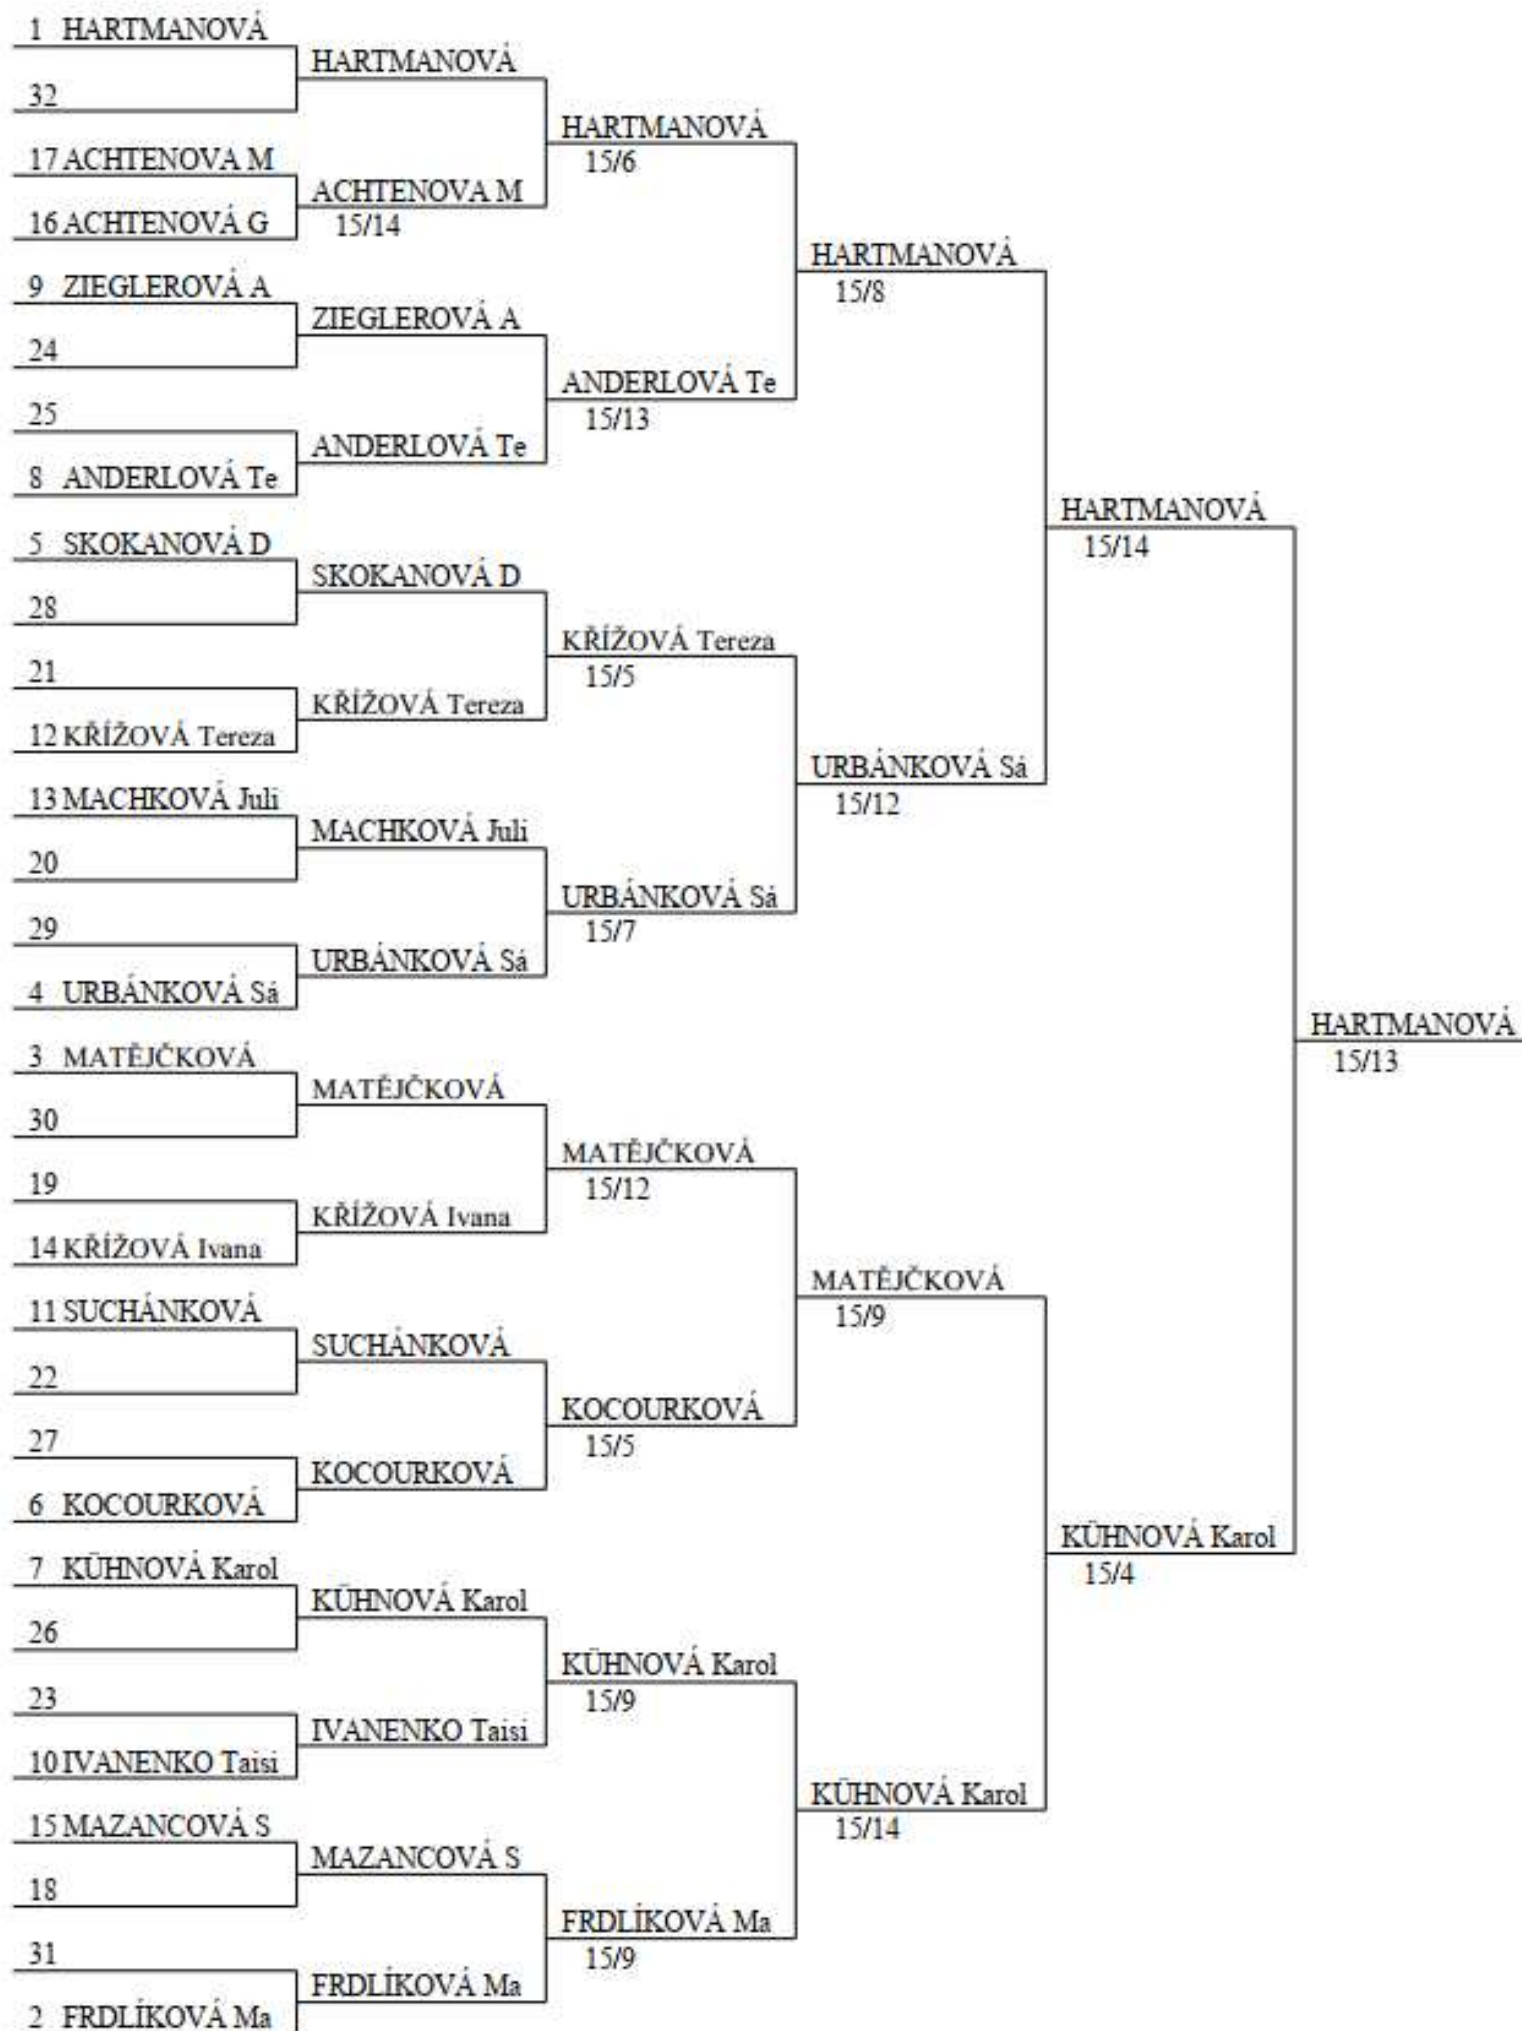 1 HARTMANOVÁ
32
17 ACHTENOVA M
16 ACHTENOVÁ G
9 ZIEGLEROVÁ A
24
25
8 ANDERLOVÁ Te
5 SKOKANOVÁ D
28
21
12 KŘÍŽOVÁ Tereza
13 MACHKOVÁ Juli
20
29
4 URBÁNKOVÁ Sá
3 MATĚJČKOVÁ
30
19
14 KŘÍŽOVÁ Ivana
11 SUCHÁNKOVÁ
22
27
6 KOCOURKOVÁ
7 KÜHNOVÁ Karol
26
23
10 IVANENKO Taisi
15 MAZANCOVÁ S
18
31
2 FRDLÍKOVÁ Ma
HARTMANOVÁ
ACHTENOVA M
15/14
ZIEGLEROVÁ A
ANDERLOVÁ Te
SKOKANOVÁ D
KŘÍŽOVÁ Tereza
MACHKOVÁ Juli
URBÁNKOVÁ Sá
MATĚJČKOVÁ
KŘÍŽOVÁ Ivana
SUCHÁNKOVÁ
KOCOURKOVÁ
KÜHNOVÁ Karol
IVANENKO Taisi
MAZANCOVÁ S
FRDLÍKOVÁ Ma
HARTMANOVÁ
15/6
ANDERLOVÁ Te
15/13
KŘÍŽOVÁ Tereza
15/5
URBÁNKOVÁ Sá
15/7
MATĚJČKOVÁ
15/12
KOCOURKOVÁ
15/5
KÜHNOVÁ Karol
15/9
FRDLÍKOVÁ Ma
15/9
HARTMANOVÁ
15/8
URBÁNKOVÁ Sá
15/12
MATĚJČKOVÁ
15/9
KÜHNOVÁ Karol
15/14
HARTMANOVÁ
15/14
KÜHNOVÁ Karol
15/4
HARTMANOVÁ
15/13